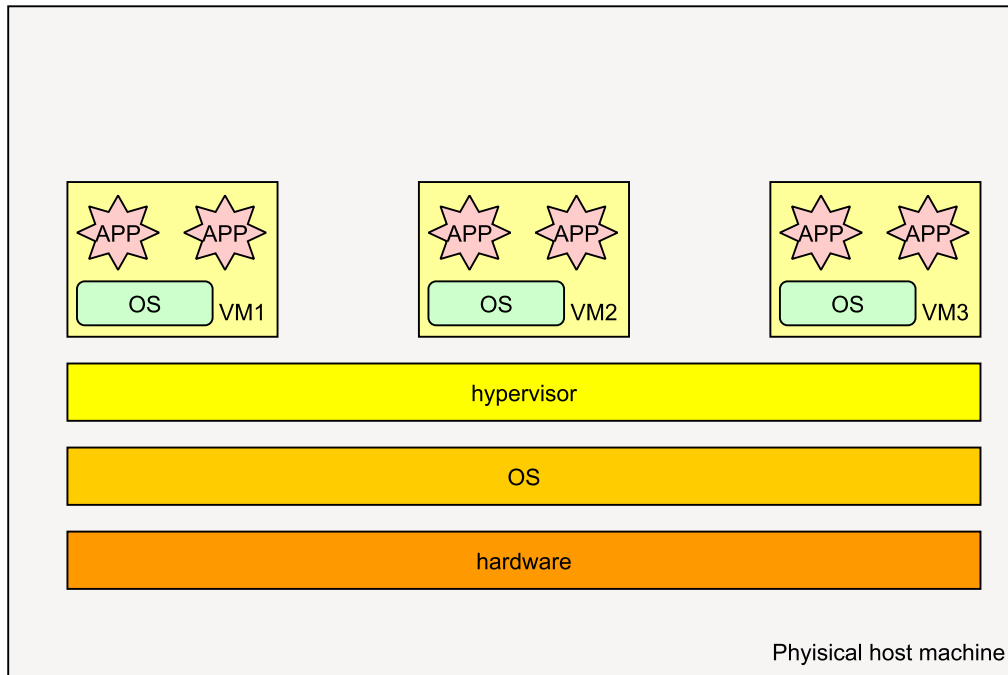 APP APP
OS VM1
APP APP
OS VM2
APP APP
OS VM3
hypervisor
OS
hardware
Phyisical host machine